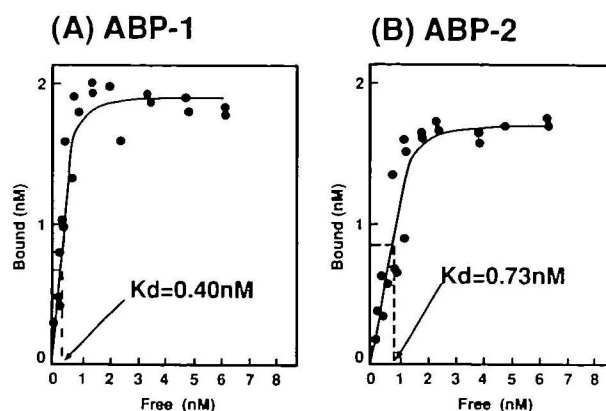 (A) ABP-1
2
1
0
Bound (nM)
Kd=0.40nM
0 1 2 3 4 5 6 7 8
Free (nM)
(B) ABP-2
2
1
0
Bound (nM)
Kd=0.73nM
0 1 2 3 4 5 6 7 8
Free (nM)